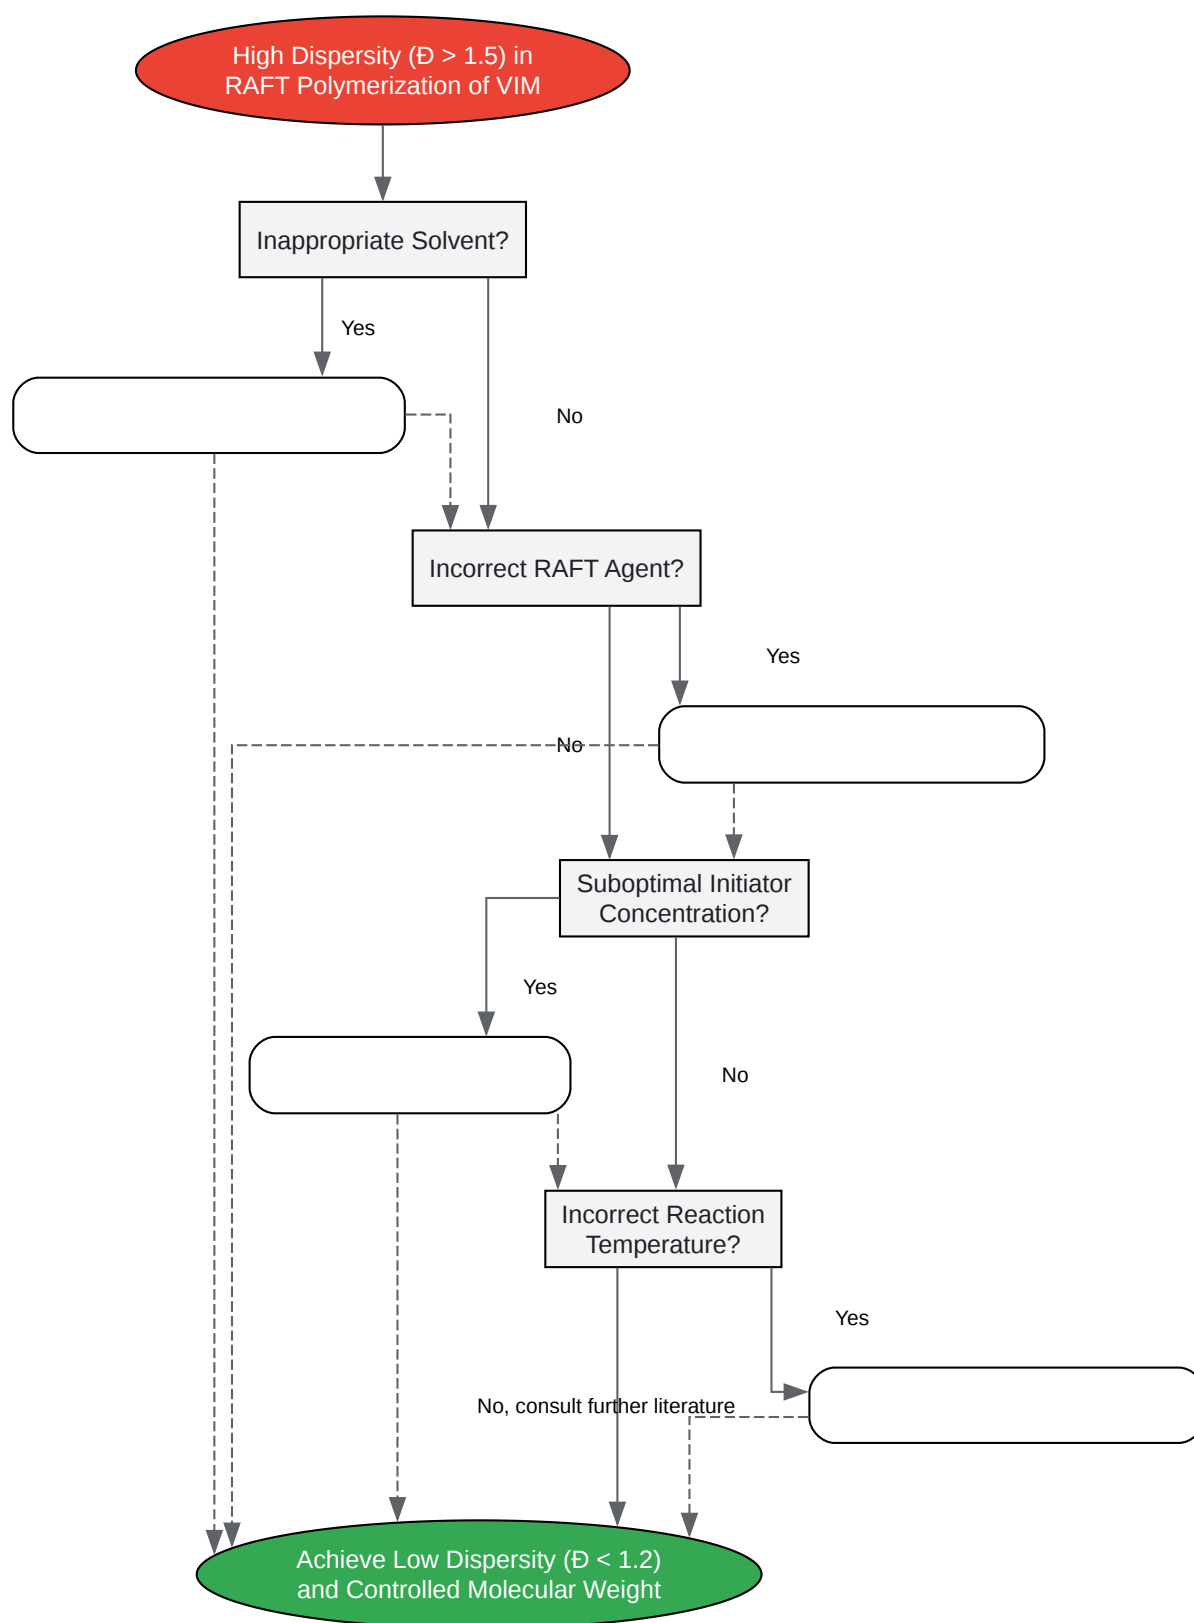 High Dispersity (Đ > 1.5) in
RAFT Polymerization of VIM
Inappropriate Solvent?
Yes
No
Incorrect RAFT Agent?
Yes
No
Suboptimal Initiator
Concentration?
Yes
No
Incorrect Reaction
Temperature?
Yes
No, consult further literature
Achieve Low Dispersity (Đ < 1.2)
and Controlled Molecular Weight